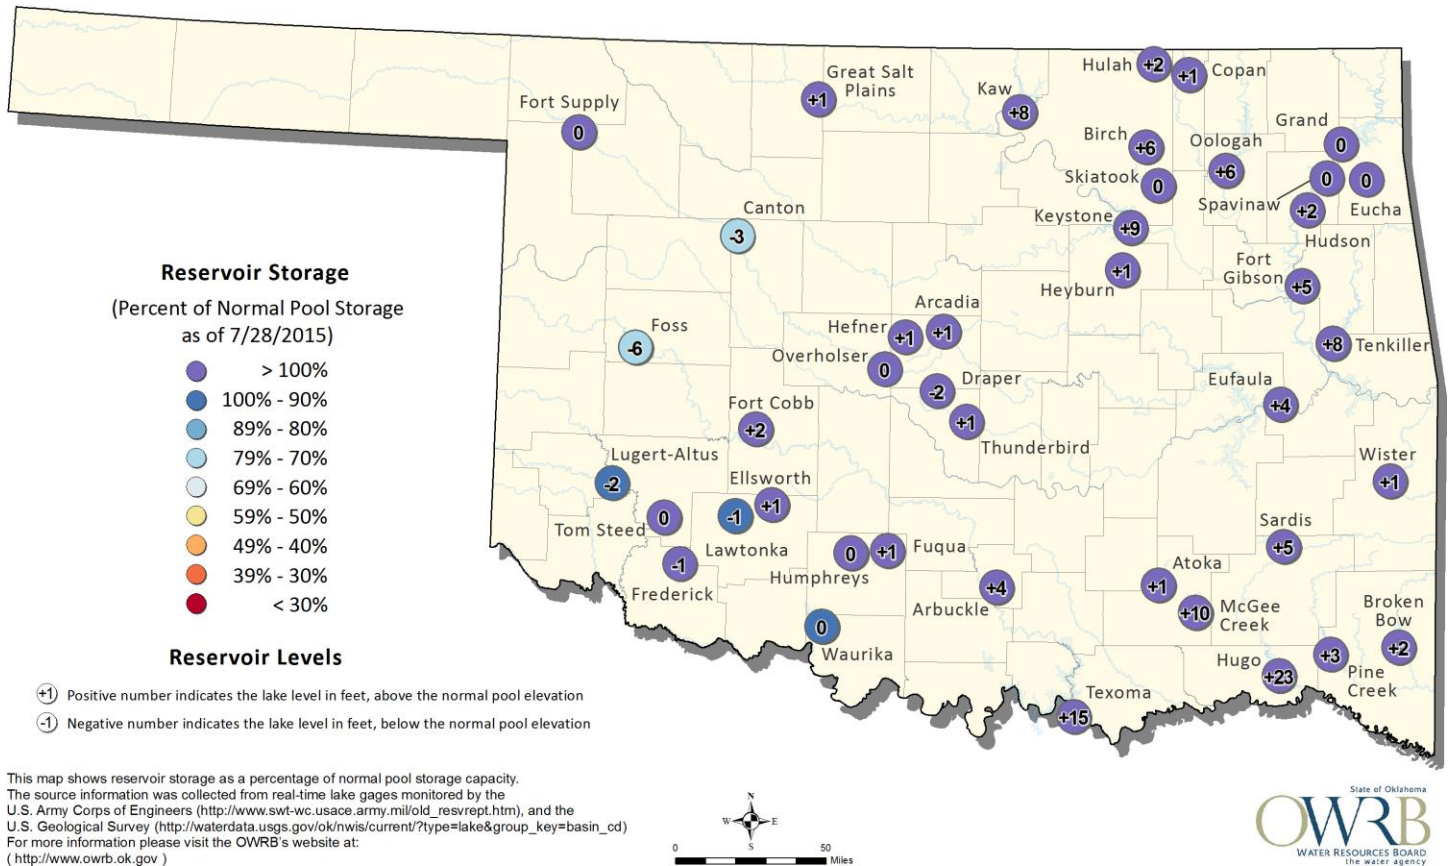 Hulah
+2
+1
Copan
Great Salt
Plains
+1
Kaw
+8
Fort Supply
0
Birch
+6
Oologah
+6
Grand
0
Skiatook
0
Spavinaw
0
0
Eucha
+2
Hudson
Canton
-3
Keystone
+9
Heyburn
+1
Fort
Gibson
+5
Reservoir Storage
(Percent of Normal Pool Storage
as of 7/28/2015)
> 100%
100% - 90%
89% - 80%
79% - 70%
69% - 60%
59% - 50%
49% - 40%
39% - 30%
< 30%
Foss
-6
Arcadia
+1
Hefner
+1
Overholser
0
Draper
-2
+1
Thunderbird
+8
Tenkiller
Eufaula
+4
Fort Cobb
+2
Lugert-Altus
-2
Ellsworth
+1
-1
Lawtonka
Tom Steed
0
-1
Frederick
Wister
+1
Sardis
+5
0
Humphreys
+1
Fuqua
+4
Arbuckle
Atoka
+1
+10
McGee
Creek
Broken
Bow
+2
0
Waurika
Hugo
+23
+3
Pine
Creek
Texoma
+15
Reservoir Levels
+1 Positive number indicates the lake level in feet, above the normal pool elevation
-1 Negative number indicates the lake level in feet, below the normal pool elevation
This map shows reservoir storage as a percentage of normal pool storage capacity.
The source information was collected from real-time lake gages monitored by the
U.S. Army Corps of Engineers (http://www.swt-wc.usace.army.mil/old_resvrept.htm), and the
U.S. Geological Survey (http://waterdata.usgs.gov/ok/nwis/current/?type=lake&group_key=basin_cd)
For more information please visit the OWRB's website at:
( http://www.owrb.ok.gov )
N
W E
S
0 50
Miles
State of Oklahoma
OWRB
WATER RESOURCES BOARD
the water agency